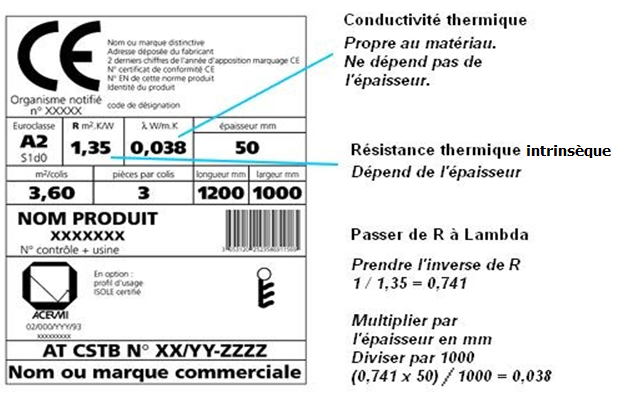 CE
Nom ou marque distinctive
Adresse déposée du fabricant
2 derniers chiffres de l'année d'apposition marquage CE
N° certificat de conformité CE
N° EN de cette norme produit
Identité du produit
Organisme notifié
n° XXXXX
code de désignation
Euroclasse
A2
S1d0
R m².K/W
1,35
λ W/m.K
0,038
épaisseur mm
50
m²/colis
3,60
pièces par colis
3
longueur mm
1200
largeur mm
1000
NOM PRODUIT
XXXXXXX
N° contrôle + usine
ACERMI
02/000/YYY/93
XXXXXXXXX
En option :
profil d'usage
ISOLE certifié
AT CSTB N° XX/YY-ZZZZ
Nom ou marque commerciale
Conductivité thermique
Propre au matériau.
Ne dépend pas de
l'épaisseur.
Résistance thermique intrinsèque
Dépend de l'épaisseur
Passer de R à Lambda
Prendre l'inverse de R
1 / 1,35 = 0,741
Multiplier par
l'épaisseur en mm
Diviser par 1000
(0,741 x 50) / 1000 = 0,038